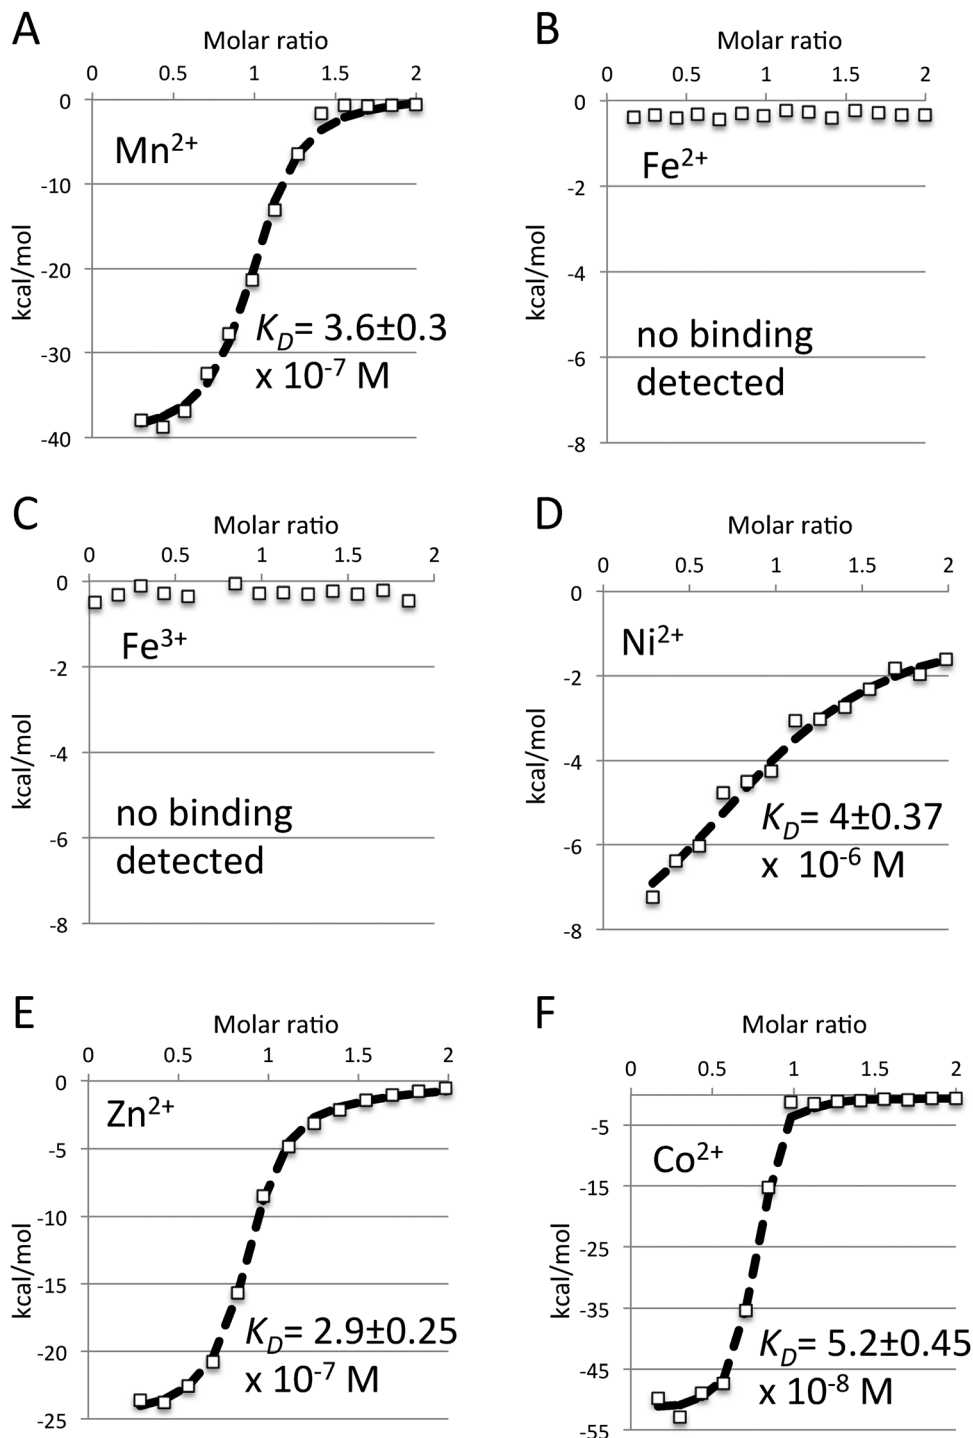 A
Molar ratio
0 0.5 1 1.5 2
0
-10
-20
-30
-40
kcal/mol
Mn2+
KD= 3.6±0.3
x 10-7 M
B
Molar ratio
0 0.5 1 1.5 2
0
-2
-4
-6
-8
kcal/mol
Fe2+
no binding
detected
C
Molar ratio
0 0.5 1 1.5 2
0
-2
-4
-6
-8
kcal/mol
Fe3+
no binding
detected
D
Molar ratio
0 0.5 1 1.5 2
0
-2
-4
-6
-8
kcal/mol
Ni2+
KD= 4±0.37
x 10-6 M
E
Molar ratio
0 0.5 1 1.5 2
0
-5
-10
-15
-20
-25
kcal/mol
Zn2+
KD= 2.9±0.25
x 10-7 M
F
Molar ratio
0 0.5 1 1.5 2
-5
-15
-25
-35
-45
-55
kcal/mol
Co2+
KD= 5.2±0.45
x 10-8 M